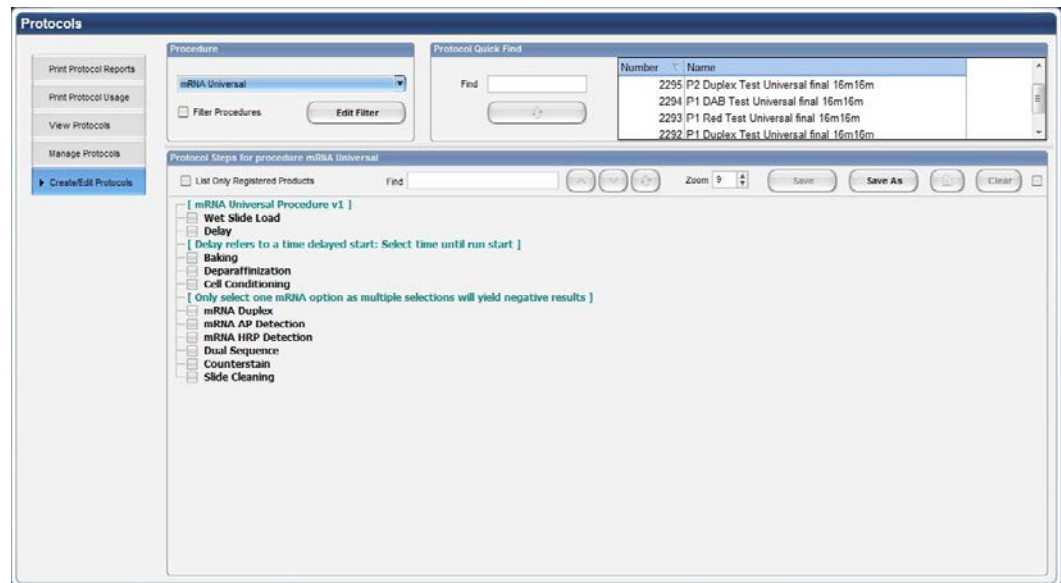 Protocols
Print Protocol Reports
Print Protocol Usage
View Protocols
Manage Protocols
Create/Edit Protocols
Procedure
mRNA Universal
Filter Procedures
Edit Filter
Protocol Quick Find
Find
Number Name
2295 P2 Duplex Test Universal final 16m16m
2294 P1 DAB Test Universal final 16m16m
2293 P1 Red Test Universal final 16m16m
2292 P1 Duplex Test Universal final 16m16m
Protocol Steps for procedure mRNA Universal
List Only Registered Products Find Zoom 9 Save Save As Clear
[ mRNA Universal Procedure v1 ]
Wet Slide Load
Delay
[ Delay refers to a time delayed start: Select time until run start ]
Baking
Deparaffinization
Cell Conditioning
[ Only select one mRNA option as multiple selections will yield negative results ]
mRNA Duplex
mRNA AP Detection
mRNA HRP Detection
Dual Sequence
Counterstain
Slide Cleaning